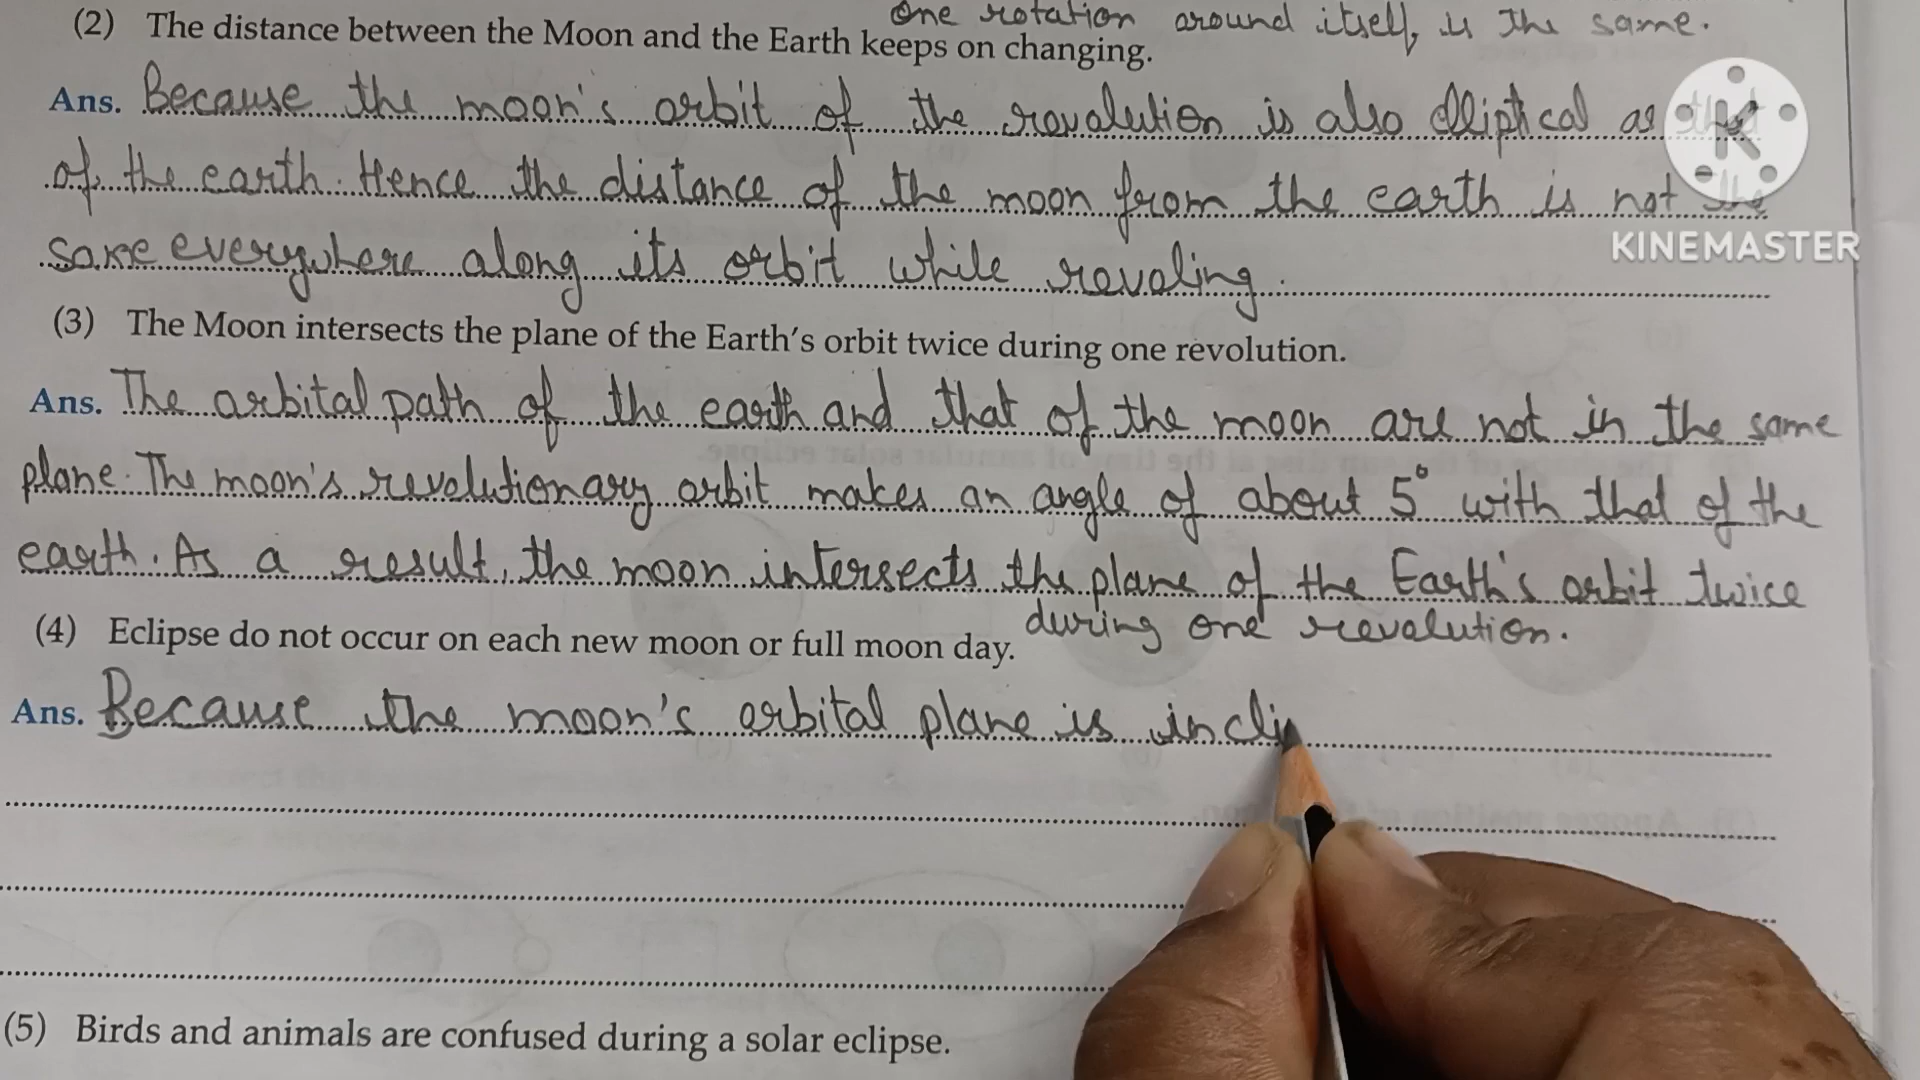 one rotation around itself, is the same.
(2) The distance between the Moon and the Earth keeps on changing.
Ans. Because the moon's orbit of the revalution is also elliptical as that
of the earth. Hence the distance of the moon from the earth is not the
same everywhere along its orbit while revoling.
KINEMASTER
(3) The Moon intersects the plane of the Earth's orbit twice during one revolution.
Ans. The orbital path of the earth and that of the moon are not in the same
plane. The moon's revolutionary orbit makes an angle of about 5° with that of the
earth. As a result, the moon intersects the plane of the Earth's orbit twice
during one revolution.
(4) Eclipse do not occur on each new moon or full moon day.
Ans. Because the moon's orbital plane is incli
(5) Birds and animals are confused during a solar eclipse.